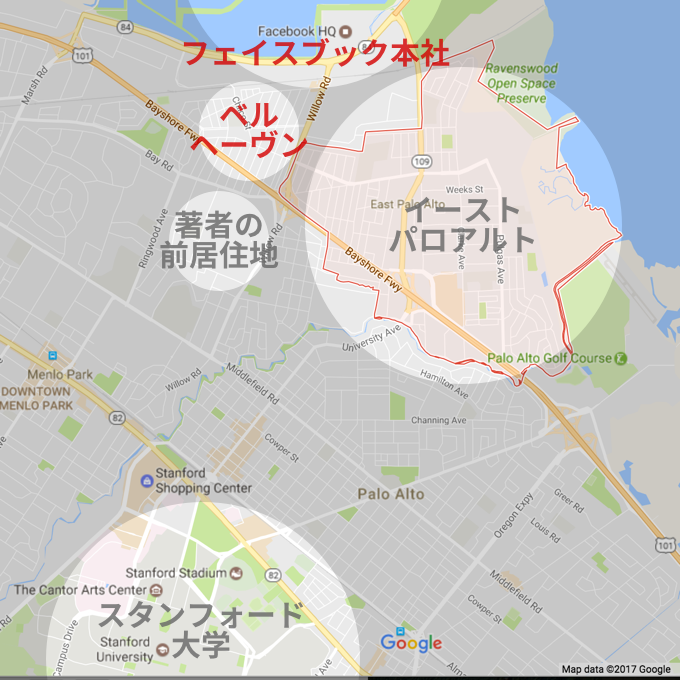 84
Facebook HQ
84
フェイスブック本社
101
Marsh Rd
Willow Rd
Ravenswood
Open Space
Preserve
ベル
ヘーヴン
Bayshore Fwy
Bay Rd
109
Weeks St
East Palo Alto
イースト
パロアルト
Ringwood Ave
著者の
前居住地
Bayshore Fwy
University Ave
Palo Alto Golf Course
Menlo Park
Willow Rd
Middlefield Rd
Hamilton Ave
DOWNTOWN
MENLO PARK
82
Channing Ave
Cowper St
Stanford
Shopping Center
Palo Alto
Oregon Expy
Greer Rd
Louis Rd
101
Stanford Stadium
82
The Cantor Arts Center
Middlefield Rd
スタンフォード
大学
Cowper St
Campus Drive
Stanford
University
Google
Map data ©2017 Google